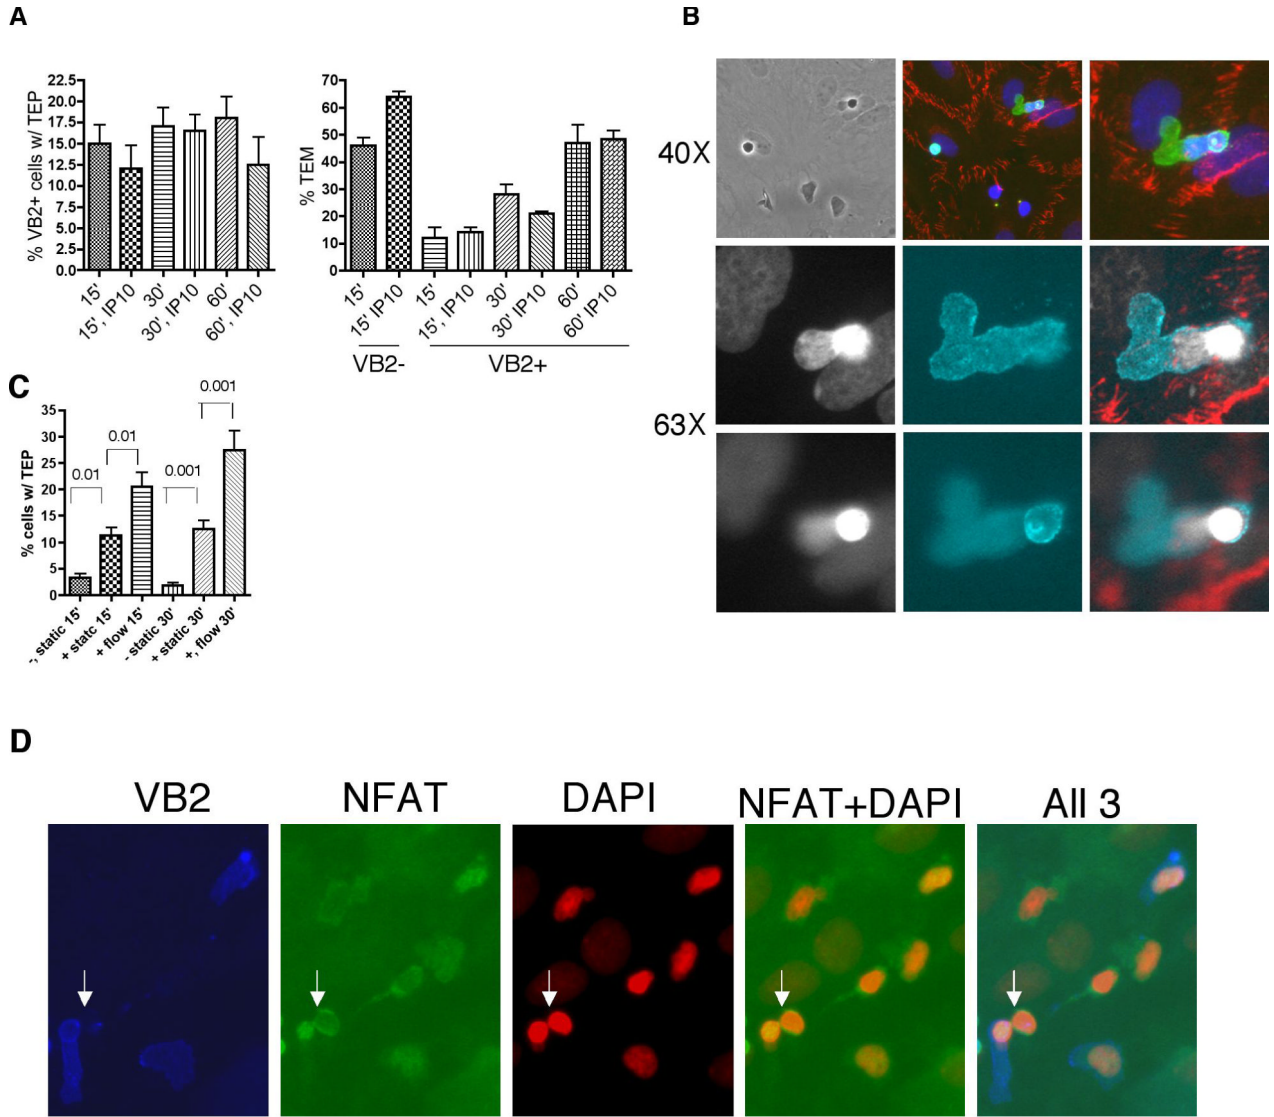 A
B
% VB2+ cells w/ TEP
22.5
20.0
17.5
15.0
12.5
10.0
7.5
5.0
2.5
0.0
15'
15', IP10
30'
30', IP10
60'
60', IP10
% TEM
70
60
50
40
30
20
10
0
15'
15' IP10
15'
15', IP10
30'
30' IP10
60'
60' IP10
VB2-
VB2+
40X
63X
C
% cells w/ TEP
35
30
25
20
15
10
5
0
0.01
0.01
0.001
0.001
-, static 15'
+ statc 15'
+ flow 15'
- static 30'
+ static 30'
+, flow 30'
D
VB2
NFAT
DAPI
NFAT+DAPI
All 3